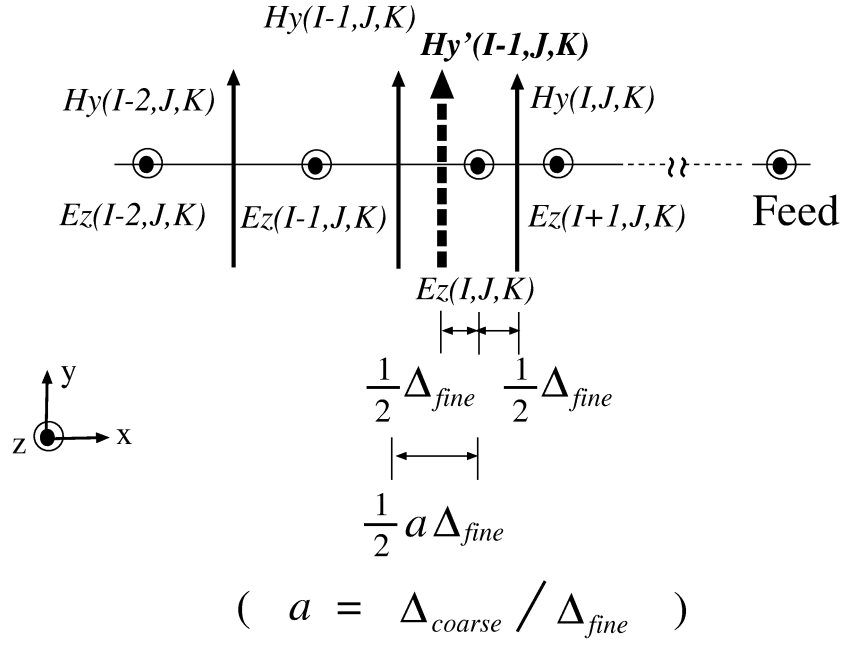 Hy(I-1,J,K)
Hy'(I-1,J,K)
Hy(I-2,J,K)
Hy(I,J,K)
Ez(I-2,J,K)
Ez(I-1,J,K)
Ez(I+1,J,K)
Feed
Ez(I,J,K)
1/2 Δfine
1/2 Δfine
y
z
x
1/2 aΔfine
( a = Δcoarse / Δfine )